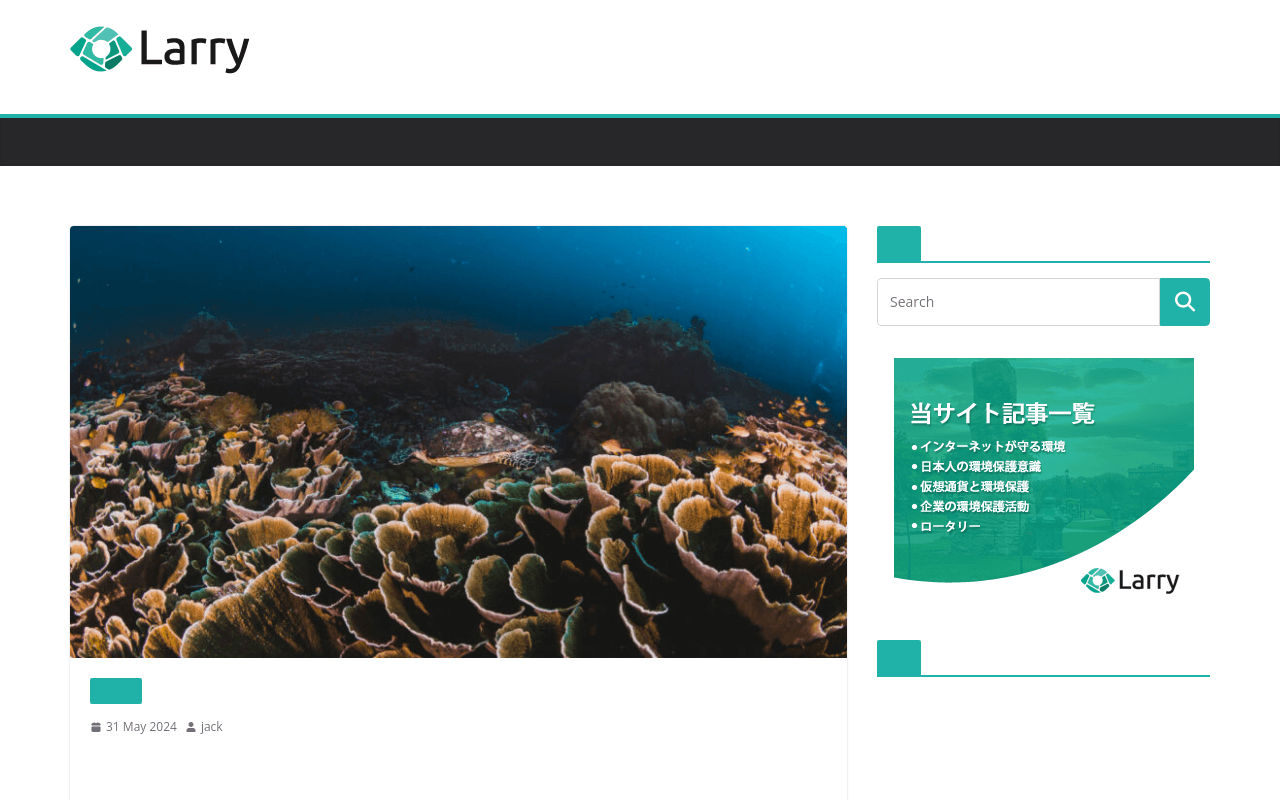 Larry
31 May 2024 jack
Search
当サイト記事一覧
● インターネットが守る環境
● 日本人の環境保護意識
● 仮想通貨と環境保護
● 企業の環境保護活動
● ロータリー
Larry